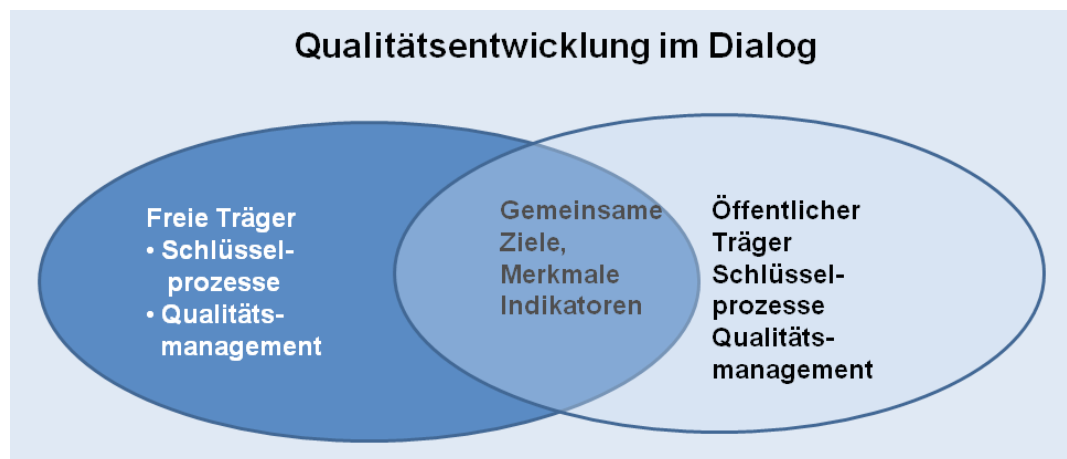 Qualitätsentwicklung im Dialog
Freie Träger
• Schlüssel-
prozesse
• Qualitäts-
management
Gemeinsame
Ziele,
Merkmale
Indikatoren
Öffentlicher
Träger
Schlüssel-
prozesse
Qualitäts-
management